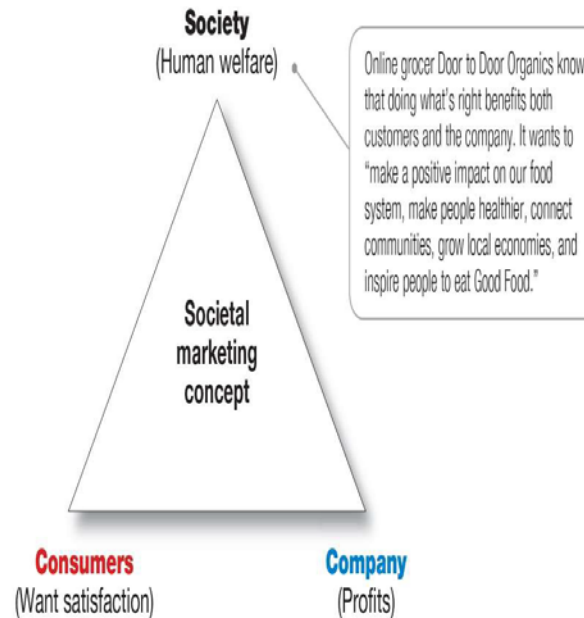 Society
(Human welfare)
Online grocer Door to Door Organics know
that doing what's right benefits both
customers and the company. It wants to
“make a positive impact on our food
system, make people healthier, connect
communities, grow local economies, and
inspire people to eat Good Food.”
Societal
marketing
concept
Consumers
(Want satisfaction)
Company
(Profits)